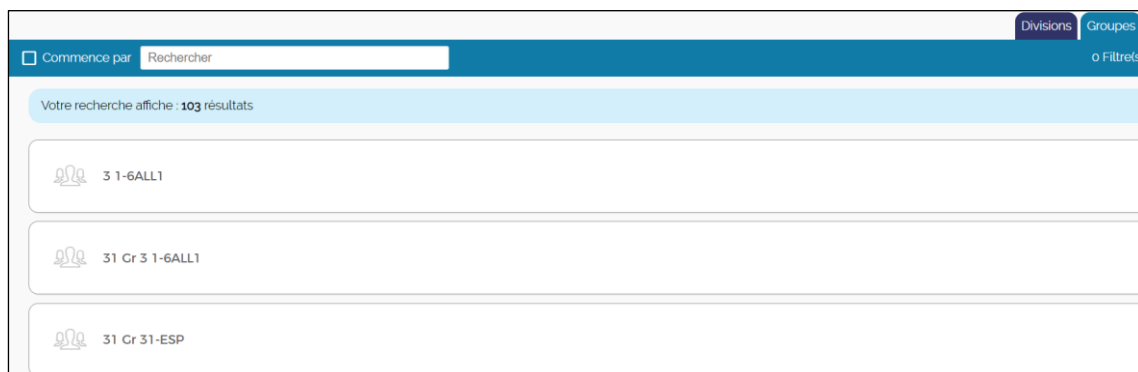 Divisions Groupes
Commence par Rechercher 0 Filtre(s
Votre recherche affiche : 103 résultats
3 1-6ALL1
31 Gr 3 1-6ALL1
31 Gr 31-ESP